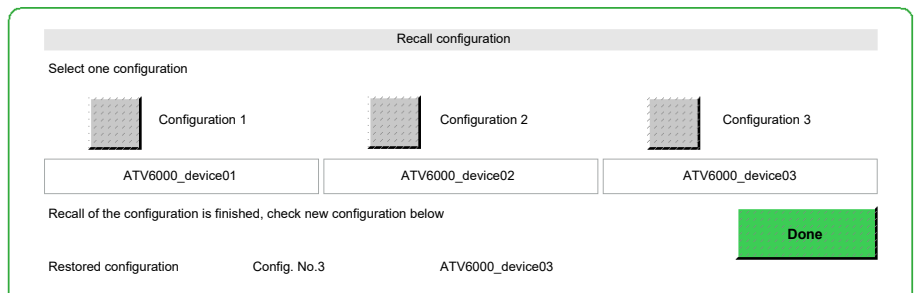 Recall configuration
Select one configuration
Configuration 1 Configuration 2 Configuration 3
ATV6000_device01 ATV6000_device02 ATV6000_device03
Recall of the configuration is finished, check new configuration below
Done
Restored configuration Config. No.3 ATV6000_device03